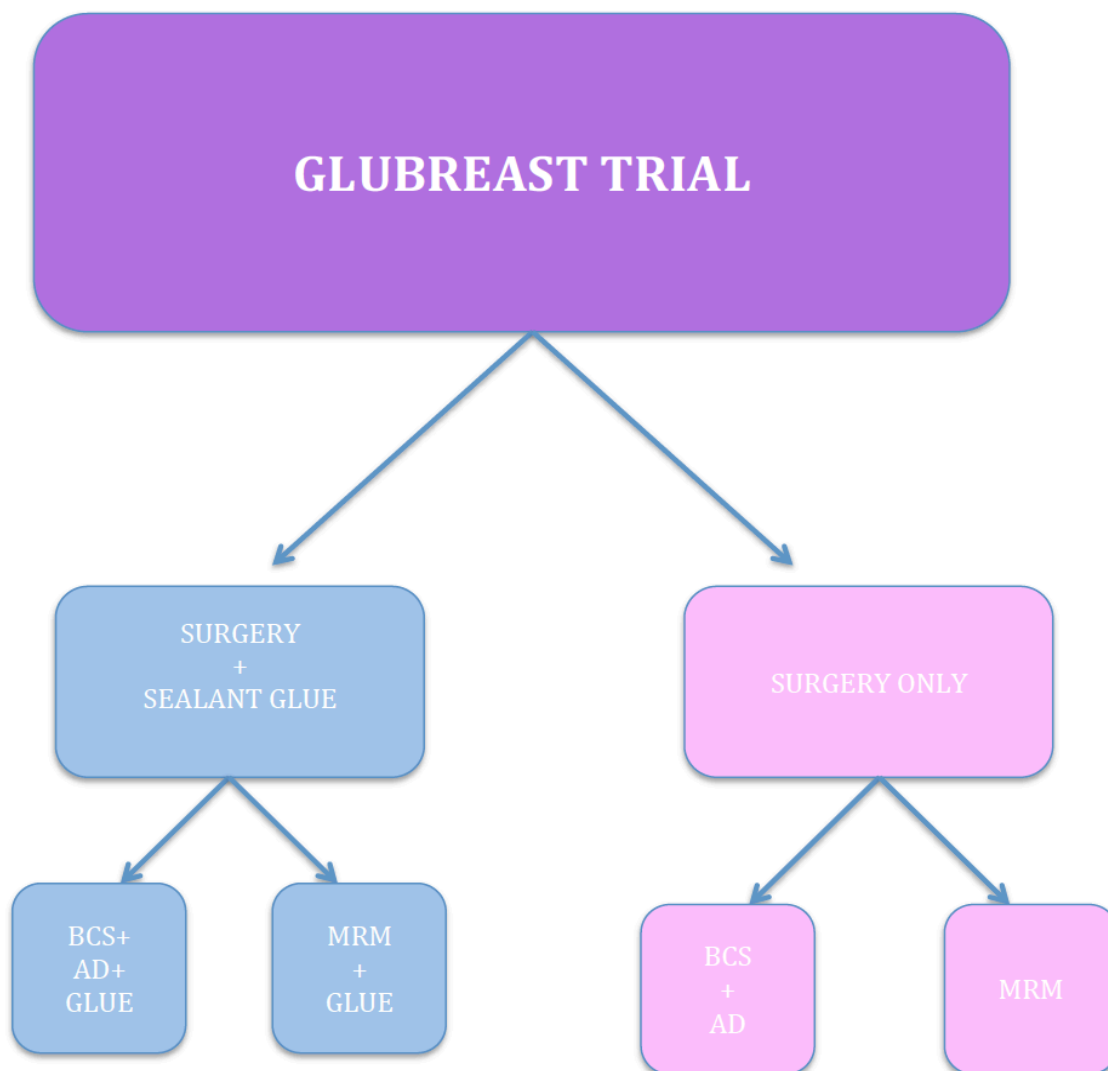 GLUBREAST TRIAL
SURGERY
+
SEALANT GLUE
SURGERY ONLY
BCS+
AD+
GLUE
MRM
+
GLUE
BCS
+
AD
MRM